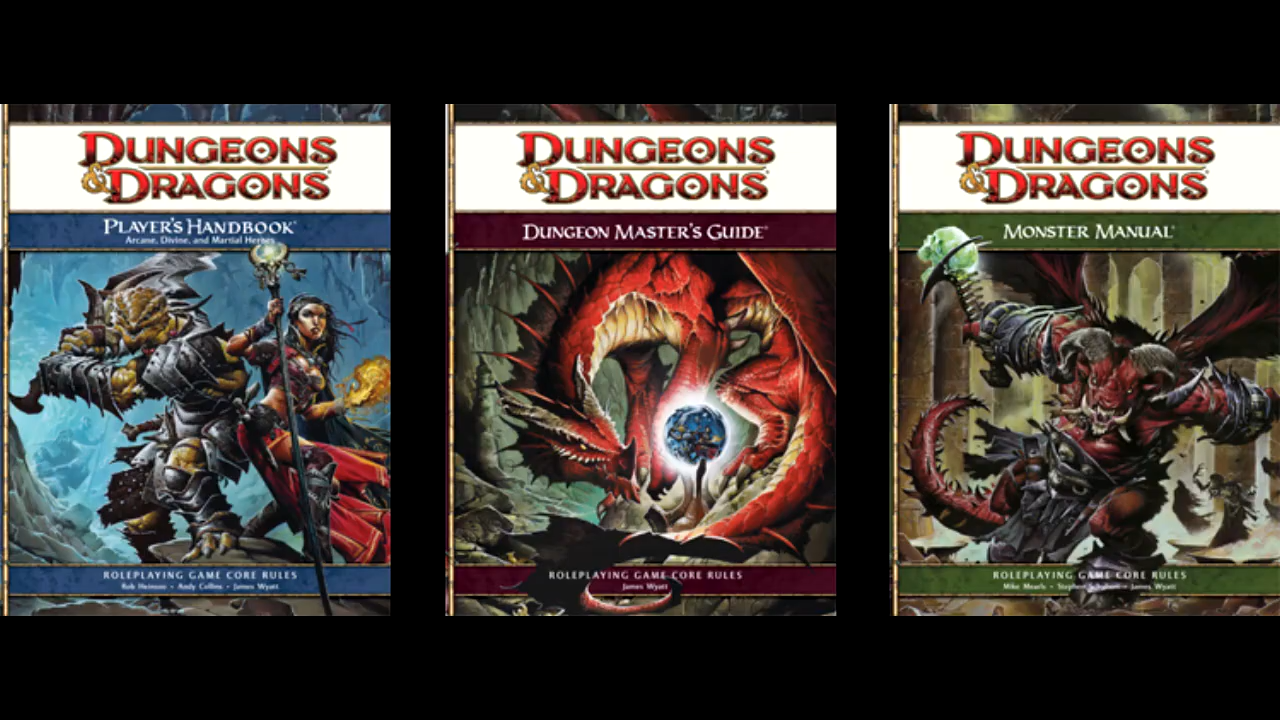 DUNGEONS
& DRAGONS®
PLAYER'S HANDBOOK®
Arcane, Divine, and Martial Heroes
ROLEPLAYING GAME CORE RULES
Rob Heinsoo • Andy Collins • James Wyatt
DUNGEONS
& DRAGONS®
DUNGEON MASTER'S GUIDE®
ROLEPLAYING GAME CORE RULES
James Wyatt
DUNGEONS
& DRAGONS®
MONSTER MANUAL®
ROLEPLAYING GAME CORE RULES
Mike Mearls • Stephen Schubert • James Wyatt